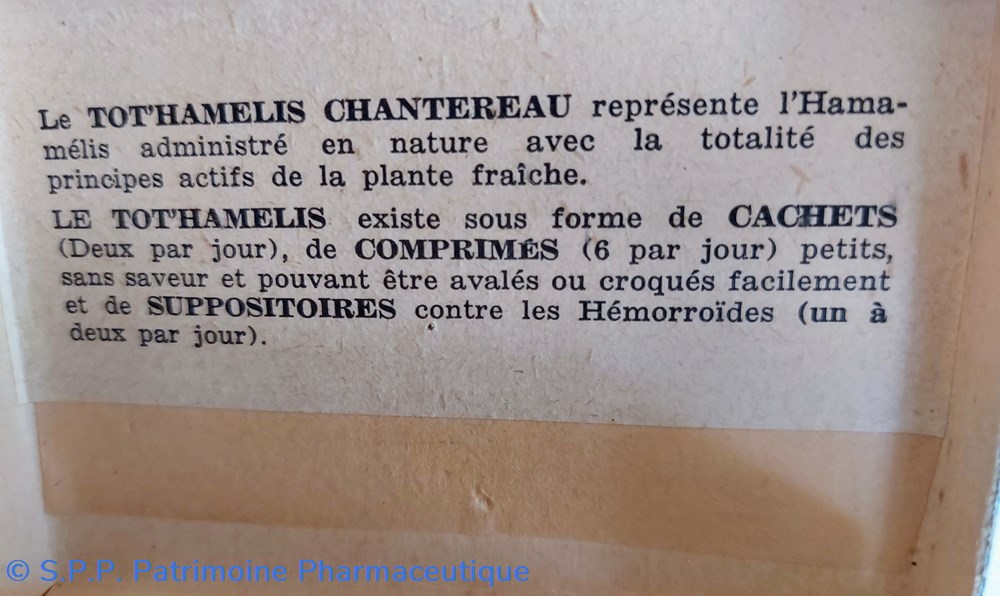 Le TOT'HAMELIS CHANTEREAU représente l'Hama-
mélis administré en nature avec la totalité des
principes actifs de la plante fraîche.
LE TOT'HAMELIS existe sous forme de CACHETS
(Deux par jour), de COMPRIMÉS (6 par jour) petits,
sans saveur et pouvant être avalés ou croqués facilement
et de SUPPOSITOIRES contre les Hémorroïdes (un à
deux par jour).
© S.P.P. Patrimoine Pharmaceutique